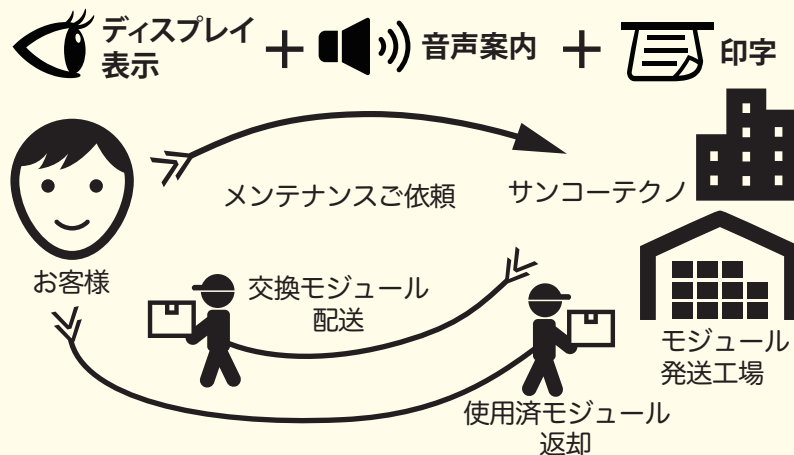 ディスプレイ
表示
＋
音声案内
＋
印字
メンテナンスご依頼
サンコーテクノ
お客様
交換モジュール
配送
モジュール
発送工場
使用済モジュール
返却